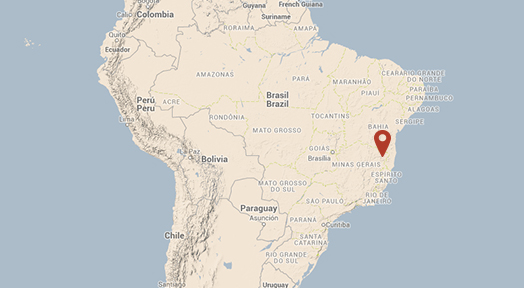 Guyana
French Guiana
Cabo
Colombia
Suriname
RORAIMA
AMAPÁ
Quito
Ecuador
AMAZONAS
PARÁ
MARANHÃO
CEARÁ
RIO GRANDE
DO NORTE
PARAÍBA
PIAUÍ
PERNAMBUCO
Brasil
Brazil
Perú
Peru
ACRE
ALAGOAS
TOCANTINS
SERGIPE
RONDÔNIA
Lima
BAHIA
MATO GROSSO
GOIÁS
Brasília
La Paz
Bolivia
MINAS GERAIS
ESPÍRITO
SANTO
MATO GROSSO
DO SUL
RIO DE
JANEIRO
SÃO PAULO
Paraguay
Asunción
PARANÁ
Curitiba
Chile
SANTA
CATARINA
RIO GRANDE
DO SUL
Santiago
Uruguay